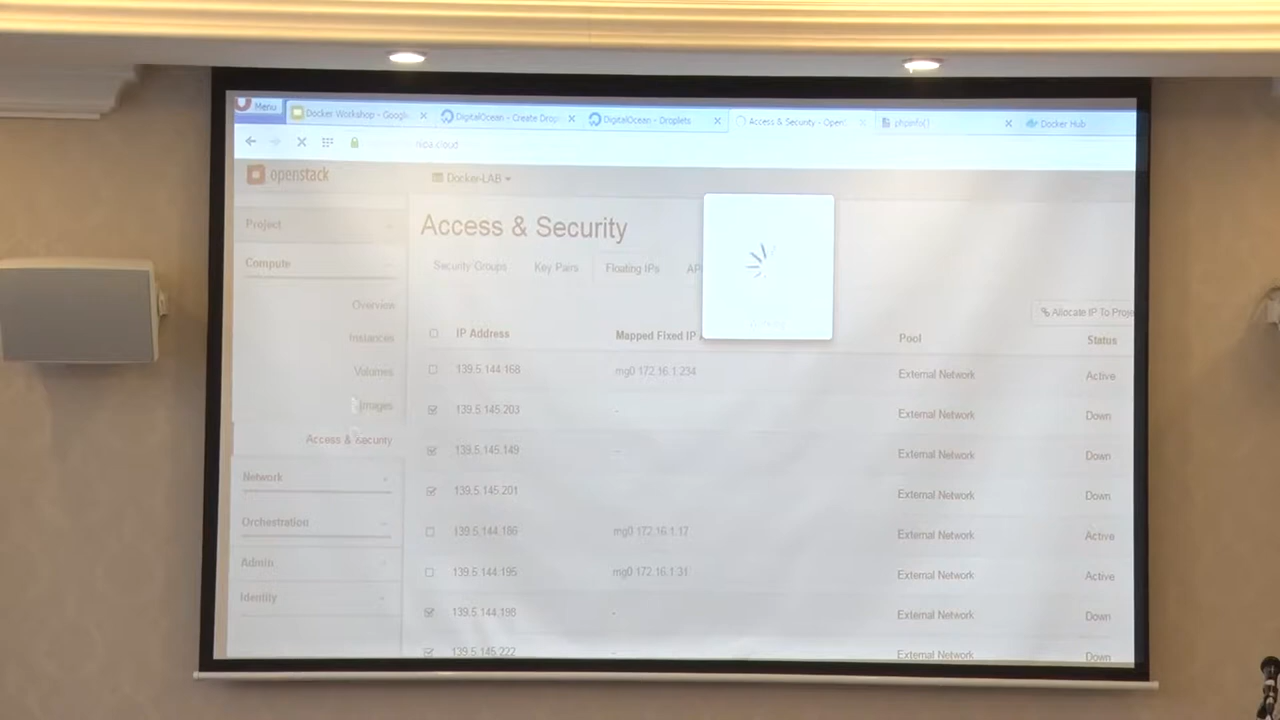 Menu
Docker Workshop - Google
DigitalOcean - Create Drop
DigitalOcean - Droplets
Access & Security - Open
phpinfo()
Docker Hub
openstack
Docker-LAB
Project
Compute
Overview
Instances
Volumes
Images
Access & Security
Network
Orchestration
Admin
Identity
Access & Security
Security Groups Key Pairs Floating IPs AP
Allocate IP To Proje
IP Address Mapped Fixed IP Pool Status
139.5.144.168 mg0 172.16.1.234 External Network Active
139.5.145.203 - External Network Down
139.5.145.149 - External Network Down
139.5.145.201 External Network Down
139.5.144.186 mg0 172.16.1.17 External Network Active
139.5.144.195 mg0 172.16.1.31 External Network Active
139.5.144.198 - External Network Down
139.5.145.222 External Network Down